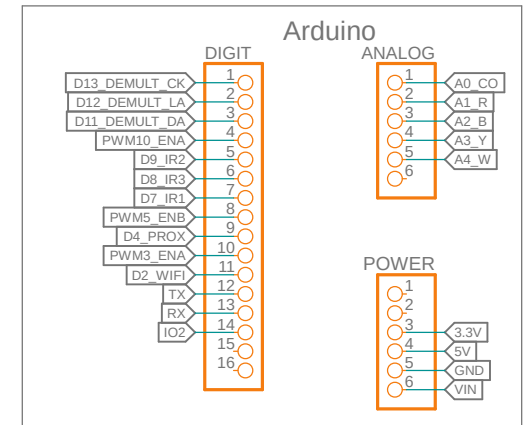 Arduino
DIGIT
D13_DEMULT_CK 1
D12_DEMULT_LA 2
D11_DEMULT_DA 3
PWM10_ENA 4
D9_IR2 5
D8_IR3 6
D7_IR1 7
PWM5_ENB 8
D4_PROX 9
PWM3_ENA 10
D2_WIFI 11
TX 12
RX 13
IO2 14
15
16
ANALOG
1 A0_CO
2 A1_R
3 A2_B
4 A3_Y
5 A4_W
6
POWER
1
2
3 3.3V
4 5V
5 GND
6 VIN